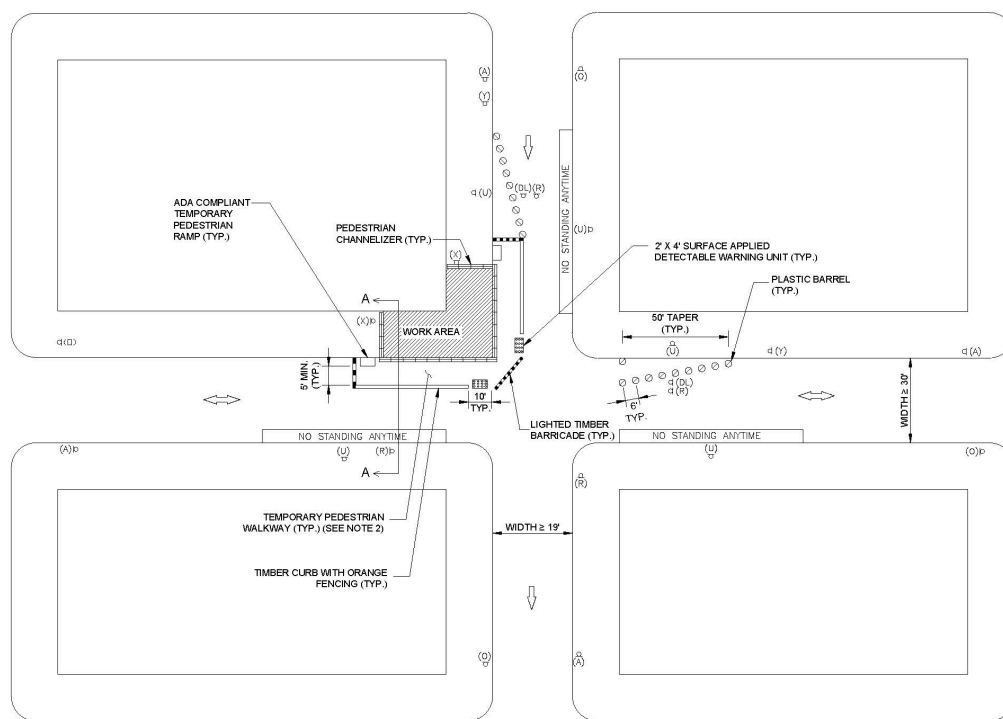 (A)
(O)
(Y)
(DL)(R)
(U)
ADA COMPLIANT
TEMPORARY
PEDESTRIAN
RAMP (TYP.)
PEDESTRIAN
CHANNELIZER (TYP.)
(U)
NO STANDING ANYTIME
2' X 4' SURFACE APPLIED
DETECTABLE WARNING UNIT (TYP.)
(X)
PLASTIC BARREL
(TYP.)
A
(X)
WORK AREA
50' TAPER
(TYP.)
(O)
(U)
(Y)
(A)
5' MIN.
(TYP.)
10'
TYP.
(DL)
(R)
6'
TYP.
WIDTH ≥ 30'
LIGHTED TIMBER
BARRICADE (TYP.)
NO STANDING ANYTIME
NO STANDING ANYTIME
(A)
(U)
(R)
(U)
(O)
A
(R)
TEMPORARY PEDESTRIAN
WALKWAY (TYP.) (SEE NOTE 2)
WIDTH ≥ 19'
TIMBER CURB WITH ORANGE
FENCING (TYP.)
(O)
(A)